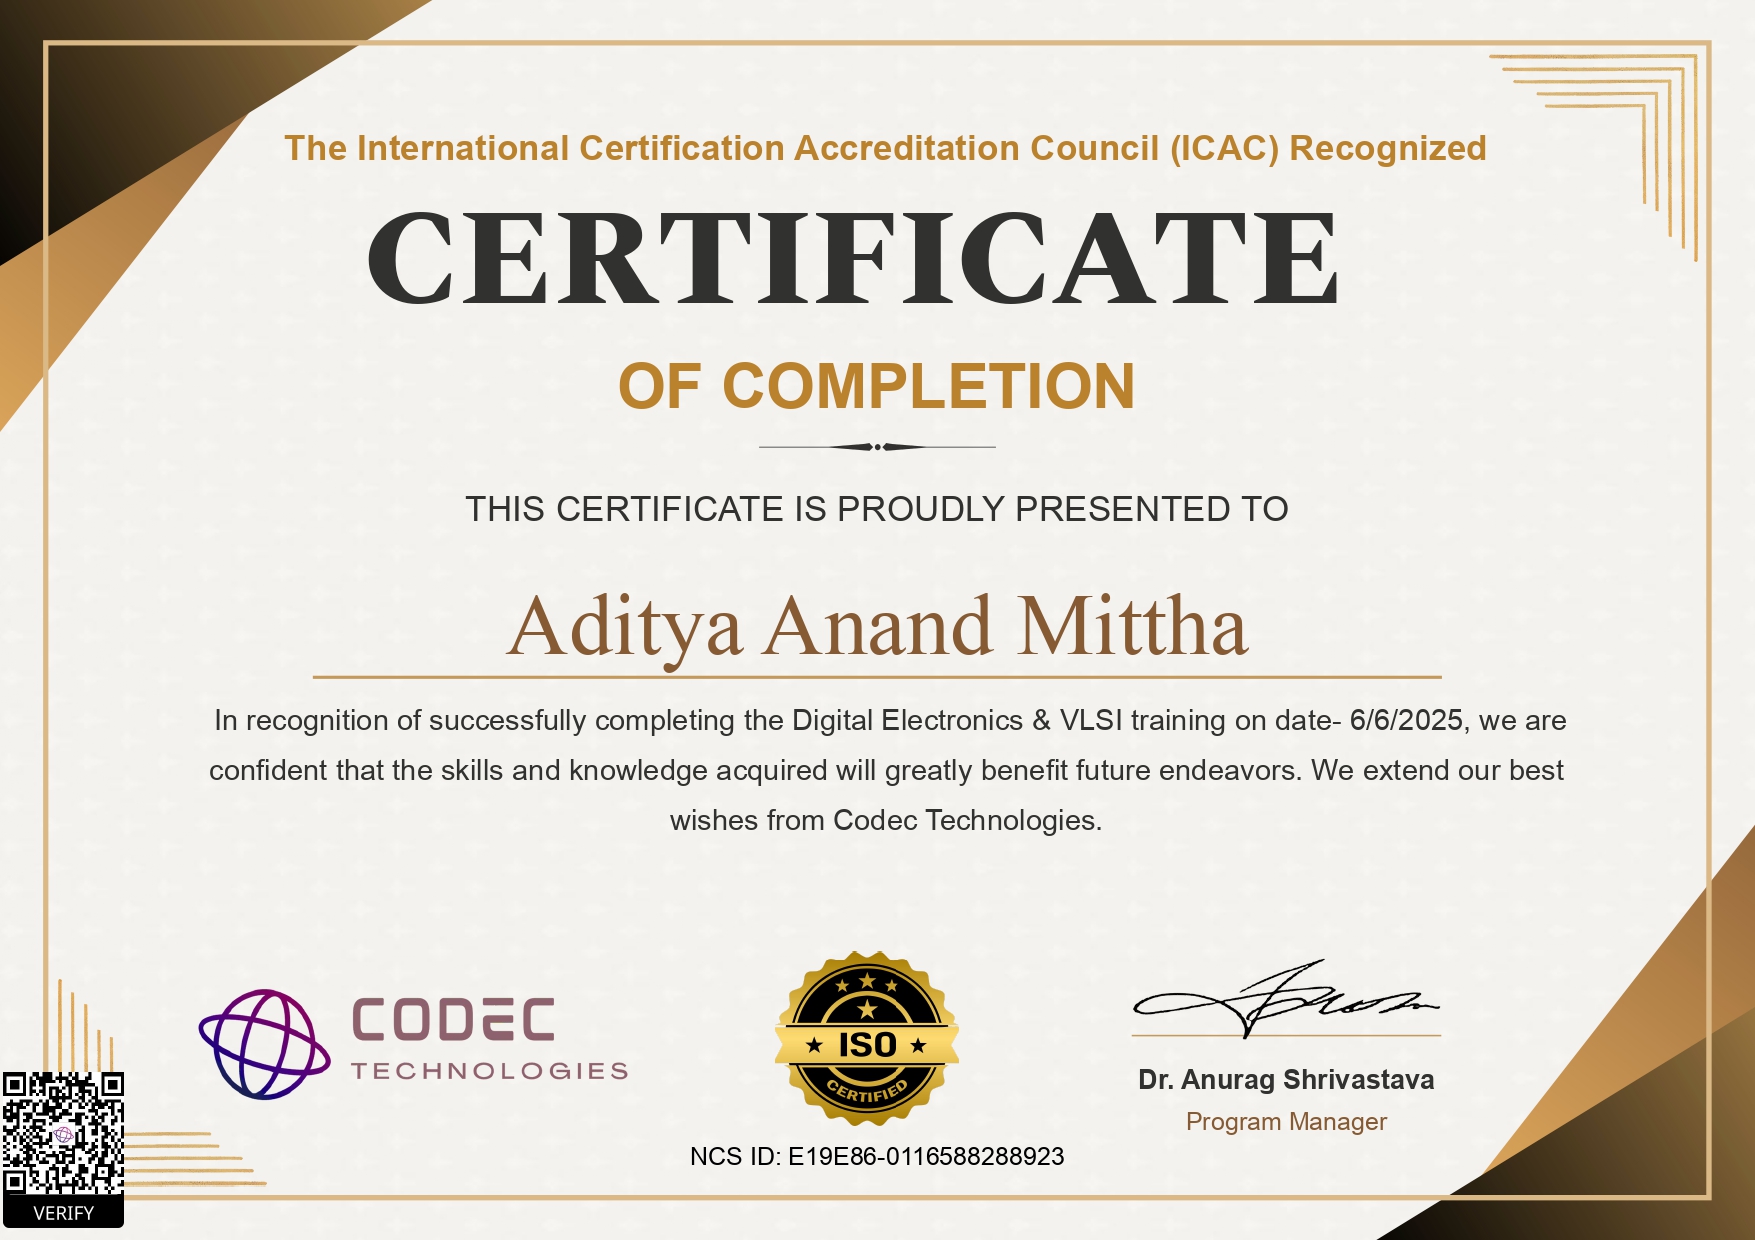 The International Certification Accreditation Council (ICAC) Recognized
CERTIFICATE
OF COMPLETION
THIS CERTIFICATE IS PROUDLY PRESENTED TO
Aditya Anand Mittha
In recognition of successfully completing the Digital Electronics & VLSI training on date- 6/6/2025, we are
confident that the skills and knowledge acquired will greatly benefit future endeavors. We extend our best
wishes from Codec Technologies.
CODEC
TECHNOLOGIES
ISO
CERTIFIED
Dr. Anurag Shrivastava
Program Manager
NCS ID: E19E86-0116588288923
VERIFY